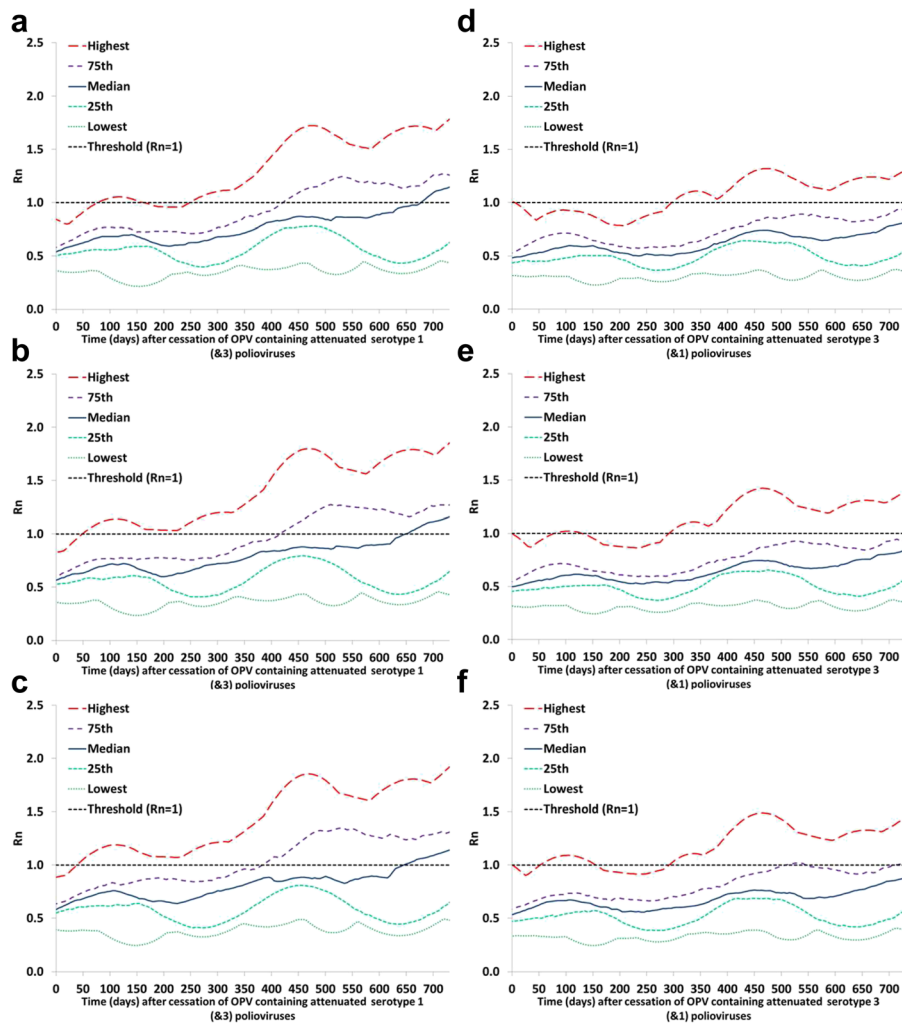 a
2.5
2.0
1.5
1.0
0.5
0.0
Rn
Highest
75th
Median
25th
Lowest
Threshold (Rn=1)
0 50 100 150 200 250 300 350 400 450 500 550 600 650 700
Time (days) after cessation of OPV containing attenuated serotype 1
(&3) polioviruses
b
2.5
2.0
1.5
1.0
0.5
0.0
Rn
Highest
75th
Median
25th
Lowest
Threshold (Rn=1)
0 50 100 150 200 250 300 350 400 450 500 550 600 650 700
Time (days) after cessation of OPV containing attenuated serotype 1
(&3) polioviruses
c
2.5
2.0
1.5
1.0
0.5
0.0
Rn
Highest
75th
Median
25th
Lowest
Threshold (Rn=1)
0 50 100 150 200 250 300 350 400 450 500 550 600 650 700
Time (days) after cessation of OPV containing attenuated serotype 1
(&3) polioviruses
d
2.5
2.0
1.5
1.0
0.5
0.0
Rn
Highest
75th
Median
25th
Lowest
Threshold (Rn=1)
0 50 100 150 200 250 300 350 400 450 500 550 600 650 700
Time (days) after cessation of OPV containing attenuated serotype 3
(&1) polioviruses
e
2.5
2.0
1.5
1.0
0.5
0.0
Rn
Highest
75th
Median
25th
Lowest
Threshold (Rn=1)
0 50 100 150 200 250 300 350 400 450 500 550 600 650 700
Time (days) after cessation of OPV containing attenuated serotype 3
(&1) polioviruses
f
2.5
2.0
1.5
1.0
0.5
0.0
Rn
Highest
75th
Median
25th
Lowest
Threshold (Rn=1)
0 50 100 150 200 250 300 350 400 450 500 550 600 650 700
Time (days) after cessation of OPV containing attenuated serotype 3
(&1) polioviruses